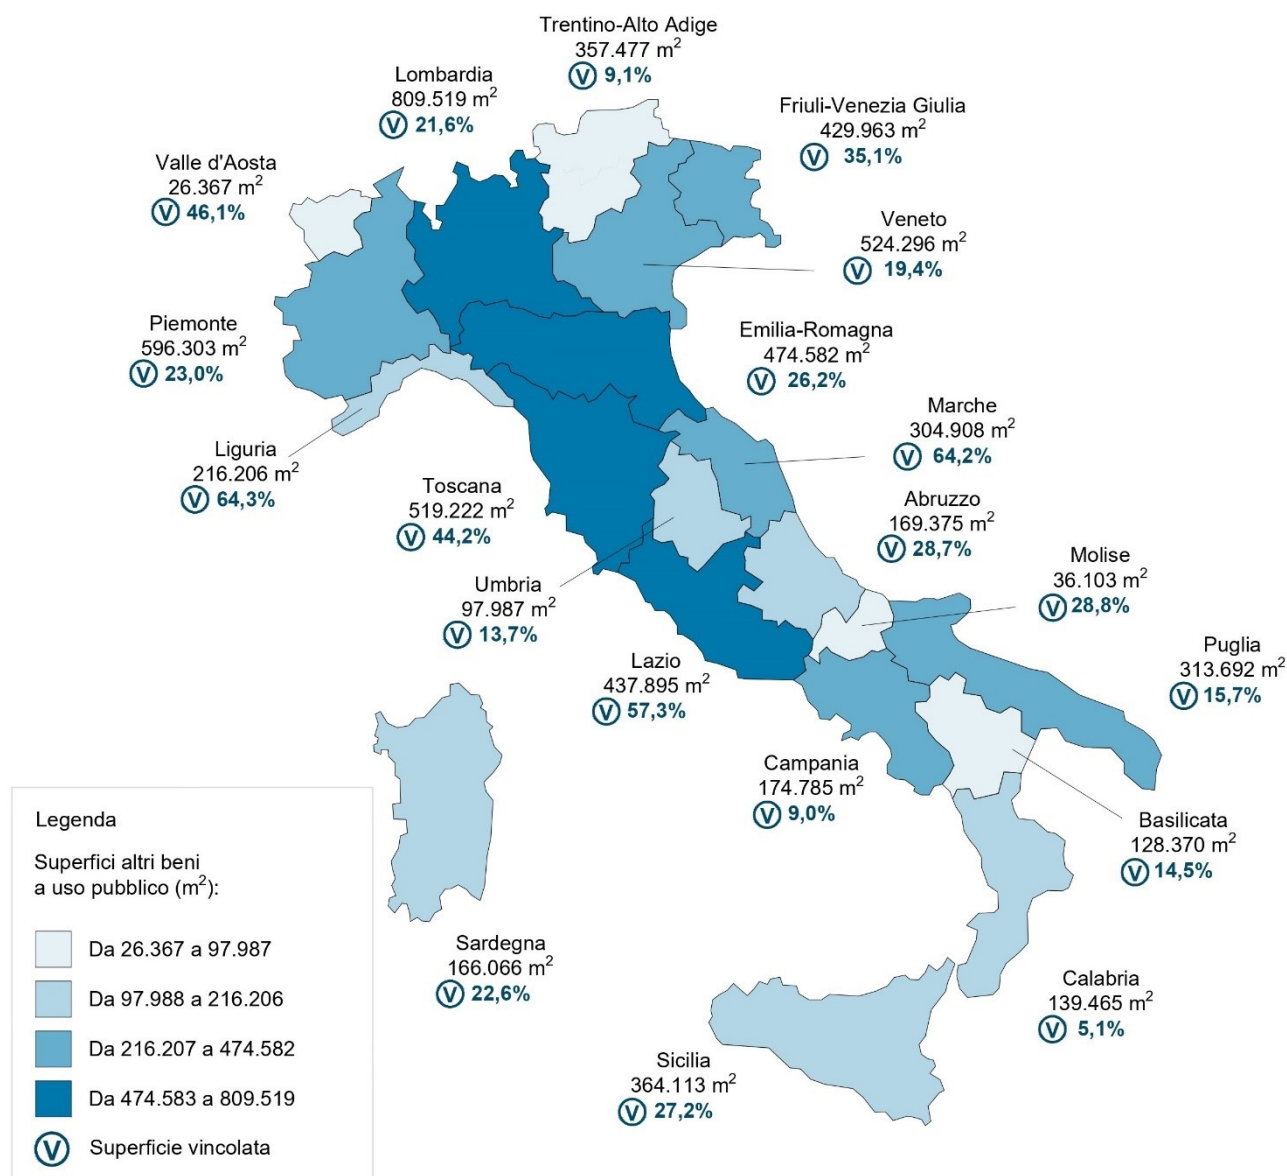 Trentino-Alto Adige
357.477 m²
V 9,1%
Lombardia
809.519 m²
V 21,6%
Friuli-Venezia Giulia
429.963 m²
V 35,1%
Valle d'Aosta
26.367 m²
V 46,1%
Veneto
524.296 m²
V 19,4%
Piemonte
596.303 m²
V 23,0%
Emilia-Romagna
474.582 m²
V 26,2%
Marche
304.908 m²
V 64,2%
Liguria
216.206 m²
V 64,3%
Toscana
519.222 m²
V 44,2%
Abruzzo
169.375 m²
V 28,7%
Molise
36.103 m²
V 28,8%
Umbria
97.987 m²
V 13,7%
Lazio
437.895 m²
V 57,3%
Puglia
313.692 m²
V 15,7%
Campania
174.785 m²
V 9,0%
Basilicata
128.370 m²
V 14,5%
Sardegna
166.066 m²
V 22,6%
Calabria
139.465 m²
V 5,1%
Sicilia
364.113 m²
V 27,2%
Legenda
Superfici altri beni
a uso pubblico (m²):
Da 26.367 a 97.987
Da 97.988 a 216.206
Da 216.207 a 474.582
Da 474.583 a 809.519
V Superficie vincolata